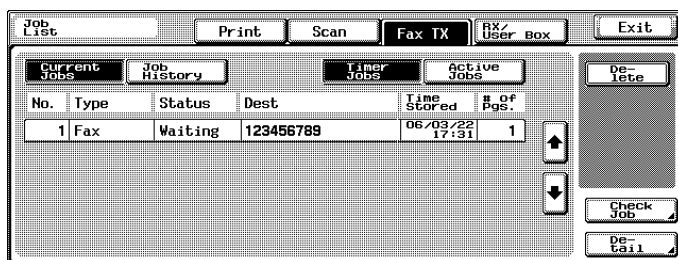 Job List
Print
Scan
Fax TX
RX/ User Box
Exit
Current Jobs
Job History
Timer Jobs
Active Jobs
De- lete
No. Type Status Dest Time Stored # of Pgs.
1 Fax Waiting 123456789 06/03/22 17:31 1
Check Job
De- tail